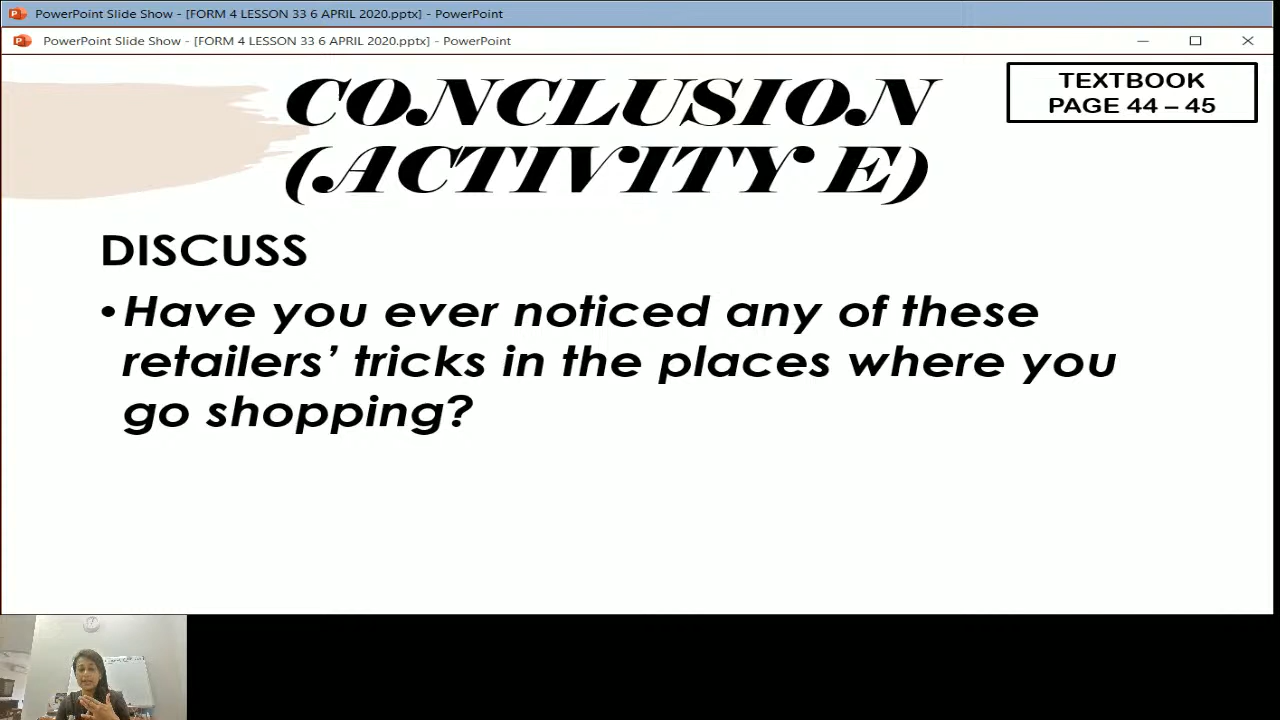 PowerPoint Slide Show - [FORM 4 LESSON 33 6 APRIL 2020.pptx] - PowerPoint
PowerPoint Slide Show - [FORM 4 LESSON 33 6 APRIL 2020.pptx] - PowerPoint
CONCLUSION
(ACTIVITY E)
TEXTBOOK
PAGE 44 – 45
DISCUSS
• Have you ever noticed any of these
retailers’ tricks in the places where you
go shopping?